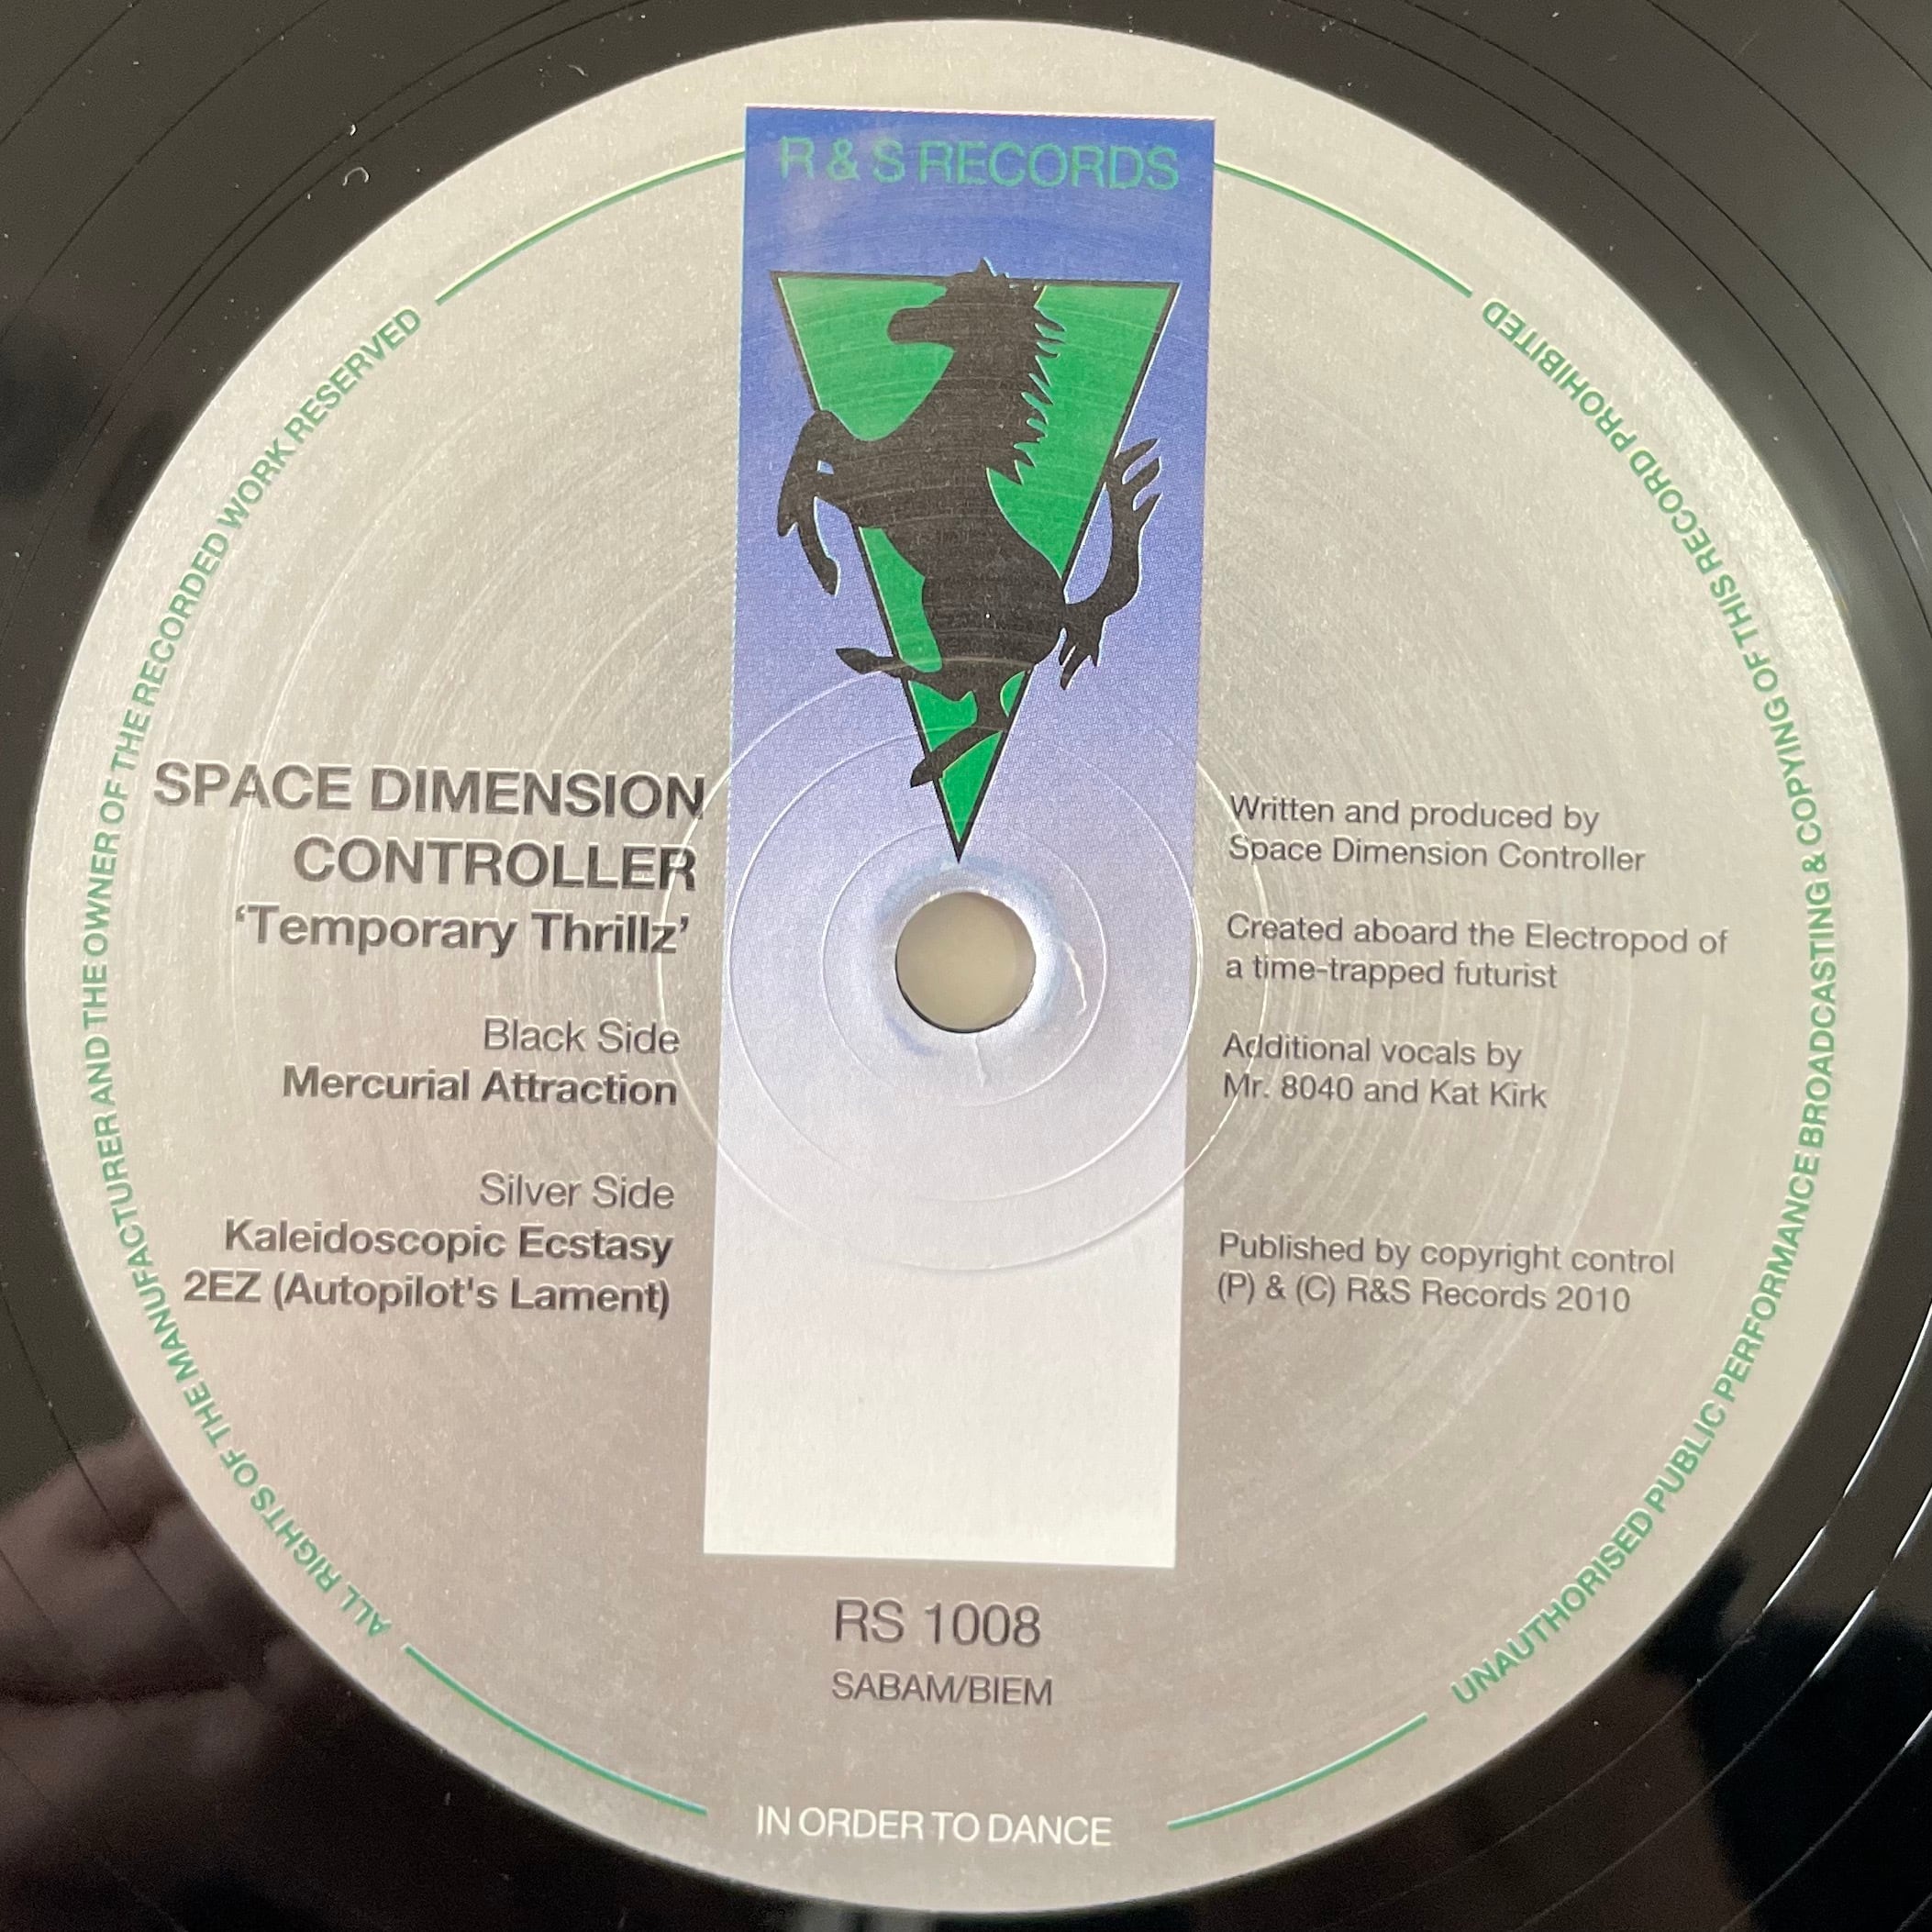 R & S RECORDS
SPACE DIMENSION
CONTROLLER
‘Temporary Thrillz’
Black Side
Mercurial Attraction
Silver Side
Kaleidoscopic Ecstasy
2EZ (Autopilot's Lament)
Written and produced by
Space Dimension Controller
Created aboard the Electropod of
a time-trapped futurist
Additional vocals by
Mr. 8040 and Kat Kirk
Published by copyright control
(P) & (C) R&S Records 2010
RS 1008
SABAM/BIEM
IN ORDER TO DANCE
ALL RIGHTS OF THE MANUFACTURER AND THE OWNER OF THE RECORDED WORK RESERVED
UNAUTHORISED PUBLIC PERFORMANCE BROADCASTING & COPYING OF THIS RECORD PROHIBITED